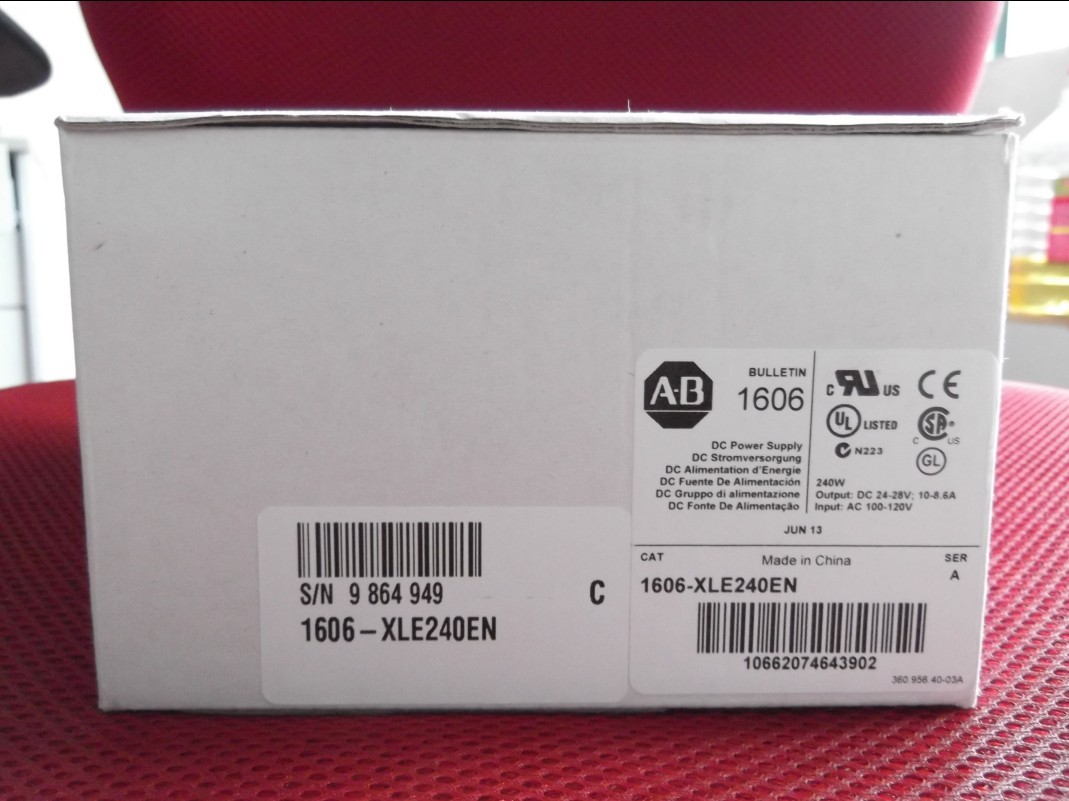 A-B
BULLETIN
1606
DC Power Supply
DC Stromversorgung
DC Alimentation d'Energie
DC Fuente De Alimentación
DC Gruppo di alimentazione
DC Fonte De Alimentação
C RU US
CE
UL LISTED
C SA US
N223
GL
240W
Output: DC 24-28V; 10-8.6A
Input: AC 100-120V
JUN 13
CAT Made in China SER
1606-XLE240EN A
10662074643902
360 956 40-03A
S/N 9 864 949 C
1606-XLE240EN